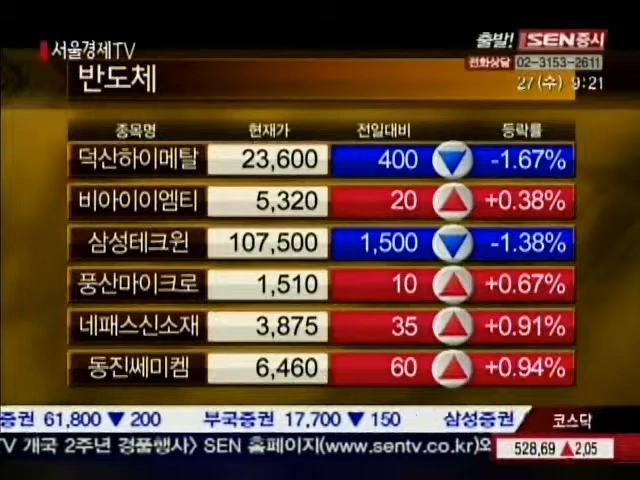 서울경제TV
출발! SEN증시
전화상담 02-3153-2611
27(수) 9:21
반도체
종목명 현재가 전일대비 등락률
덕산하이메탈 23,600 400 ▼ -1.67%
비아이이엠티 5,320 20 ▲ +0.38%
삼성테크윈 107,500 1,500 ▼ -1.38%
풍산마이크로 1,510 10 ▲ +0.67%
네패스신소재 3,875 35 ▲ +0.91%
동진쎄미켐 6,460 60 ▲ +0.94%
증권 61,800 ▼ 200 부국증권 17,700 ▼ 150 삼성증권 코스닥
TV 개국 2주년 경품행사> SEN 홈페이지(www.sentv.co.kr)와 528,69 ▲2,05